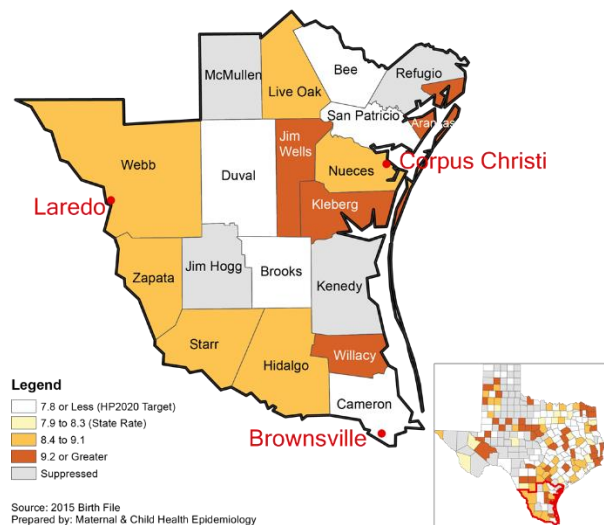 McMullen
Live Oak
Bee
Refugio
San Patricio
Aransas
Jim
Wells
Webb
Duval
Nueces
Corpus Christi
Laredo
Kleberg
Zapata
Jim Hogg
Brooks
Kenedy
Starr
Hidalgo
Willacy
Cameron
Brownsville
Legend
7.8 or Less (HP2020 Target)
7.9 to 8.3 (State Rate)
8.4 to 9.1
9.2 or Greater
Suppressed
Source: 2015 Birth File
Prepared by: Maternal & Child Health Epidemiology